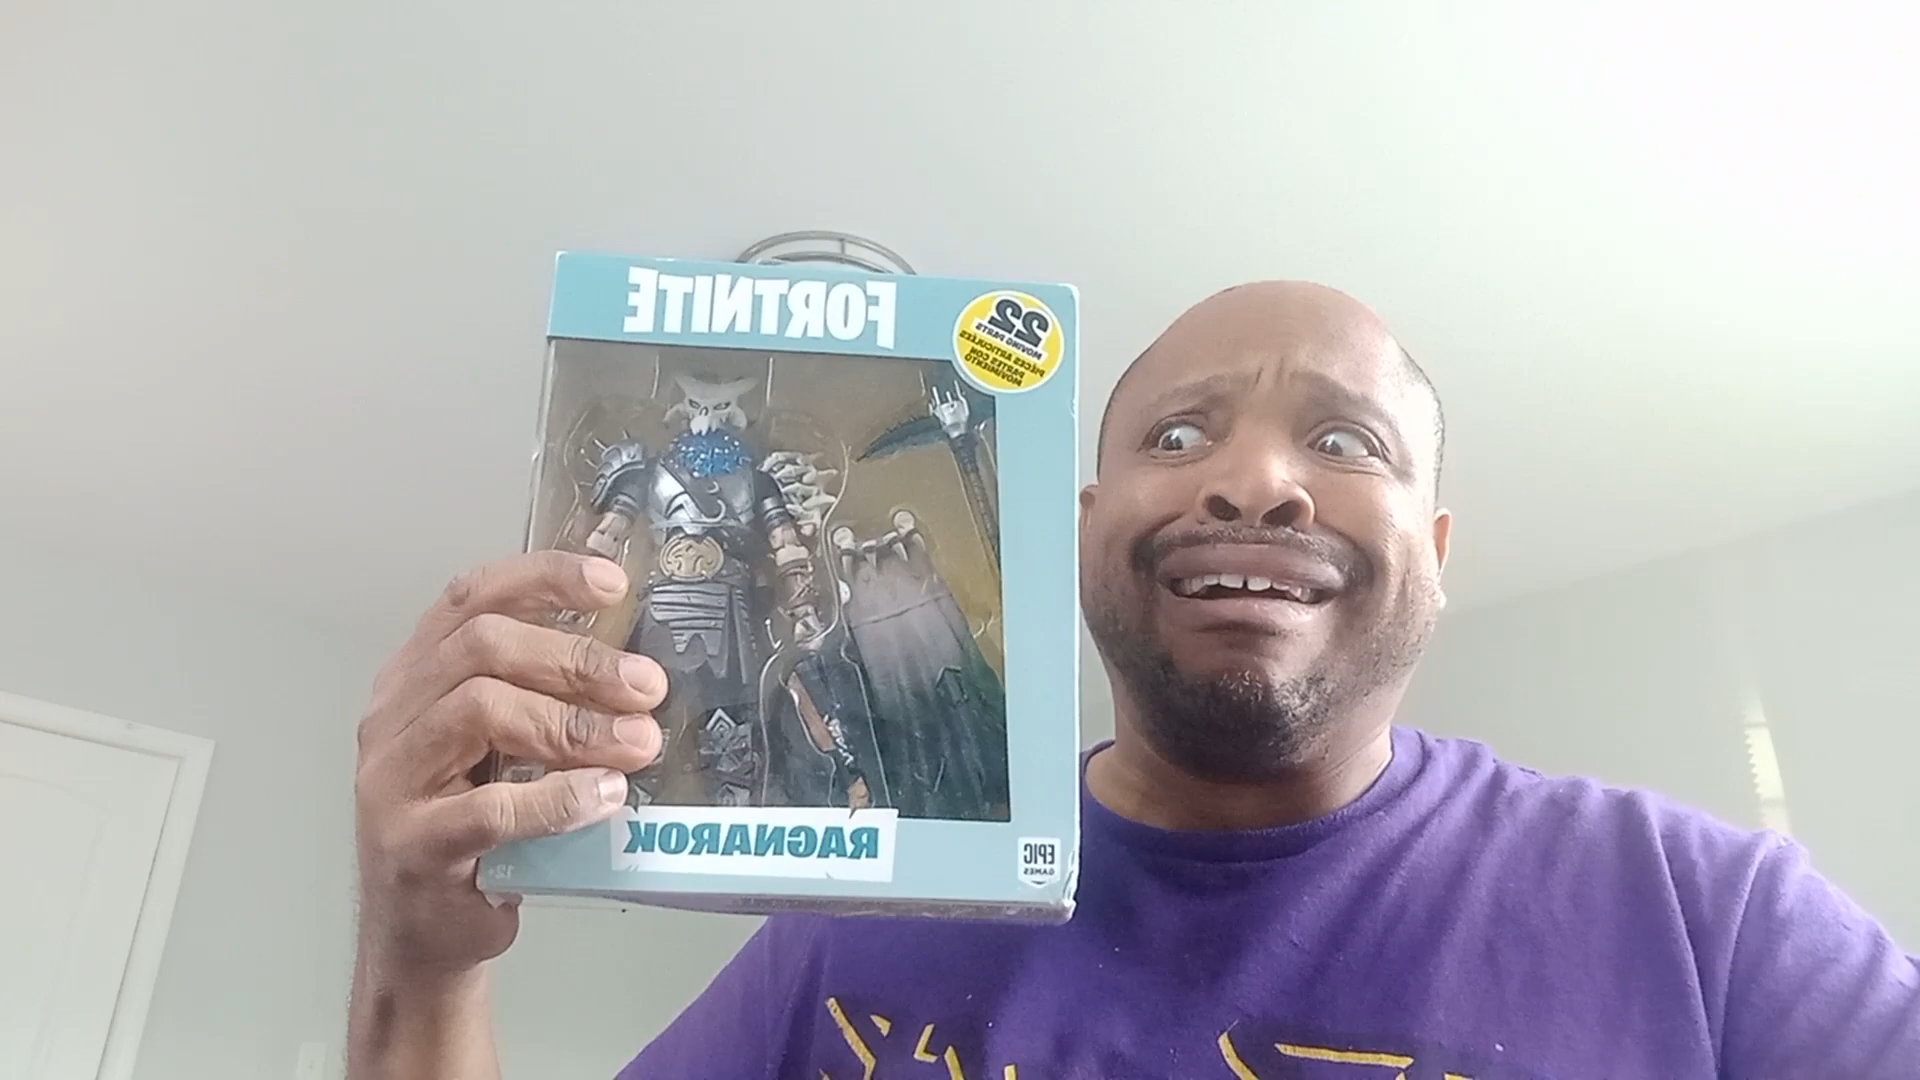 FORTNITE
22
MOVING PARTS
PIÈCES ARTICULÉES
PARTES CON
MOVIMIENTO
RAGNAROK
EPIC
GAMES
12+